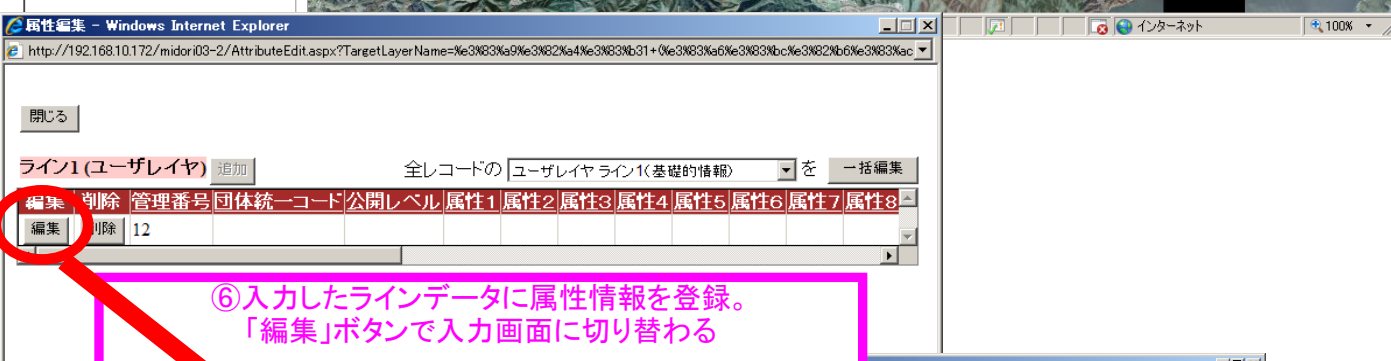 属性編集 - Windows Internet Explorer
インターネット
100%
http://192.168.10.172/midori03-2/AttributeEdit.aspx?TargetLayerName=%e3%83%a9%e3%82%a4%e3%83%b31+(%e3%83%a6%e3%83%bc%e3%82%b6%e3%83%ac
閉じる
ライン1 (ユーザレイヤ) 追加 全レコードの ユーザレイヤ ライン1(基礎的情報) を 一括編集
編集 削除 管理番号 団体統一コード 公開レベル 属性1 属性2 属性3 属性4 属性5 属性6 属性7 属性8
編集 削除 12
⑥入力したラインデータに属性情報を登録。
「編集」ボタンで入力画面に切り替わる